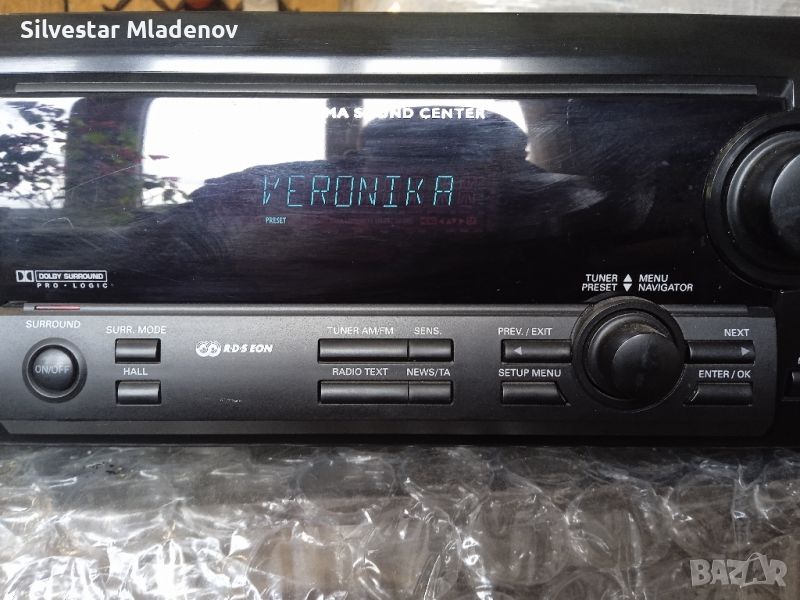 Silvestar Mladenov
MA SOUND CENTER
VERONIKA
PRESET
DOLBY SURROUND
PRO • LOGIC
TUNER ▲ MENU
PRESET ▼ NAVIGATOR
SURROUND
SURR. MODE
TUNER AM/FM
SENS.
PREV. / EXIT
NEXT
ON/OFF
R•D•S EON
HALL
RADIO TEXT
NEWS/TA
SETUP MENU
ENTER / OK
BAZAR